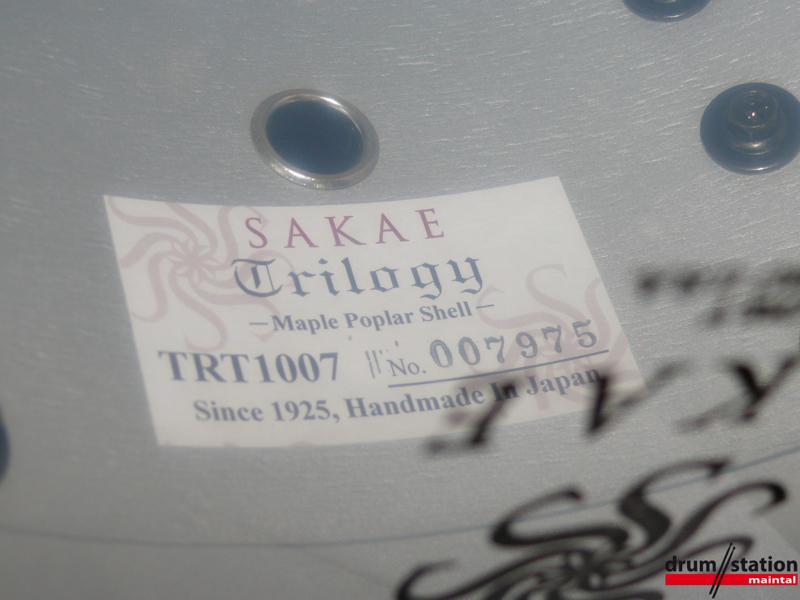 SAKAE
Trilogy
—Maple Poplar Shell—
TRT1007 No. 007975
Since 1925, Handmade In Japan
drum//station
maintal